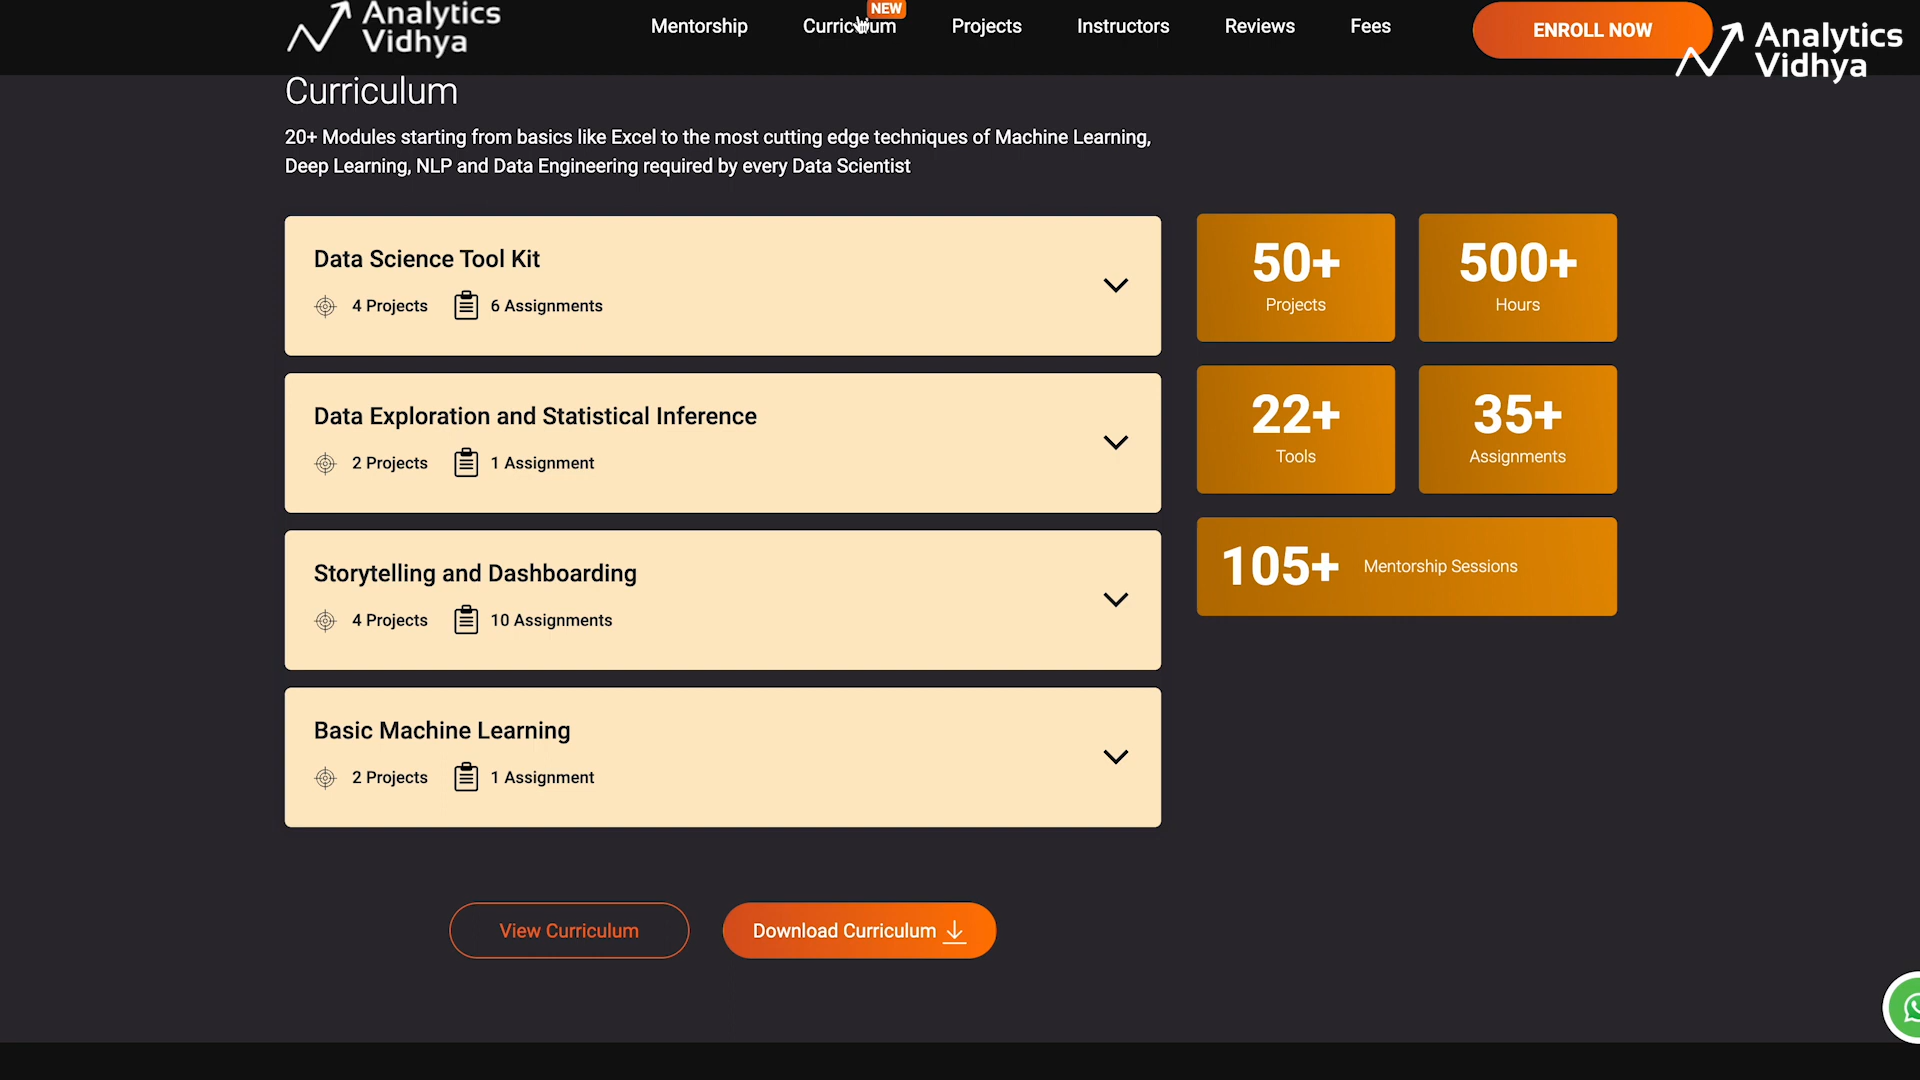 Analytics
Vidhya
Mentorship
Curriculum
NEW
Projects
Instructors
Reviews
Fees
ENROLL NOW
Analytics
Vidhya
Curriculum
20+ Modules starting from basics like Excel to the most cutting edge techniques of Machine Learning,
Deep Learning, NLP and Data Engineering required by every Data Scientist
Data Science Tool Kit
4 Projects
6 Assignments
Data Exploration and Statistical Inference
2 Projects
1 Assignment
Storytelling and Dashboarding
4 Projects
10 Assignments
Basic Machine Learning
2 Projects
1 Assignment
50+
Projects
500+
Hours
22+
Tools
35+
Assignments
105+
Mentorship Sessions
View Curriculum
Download Curriculum